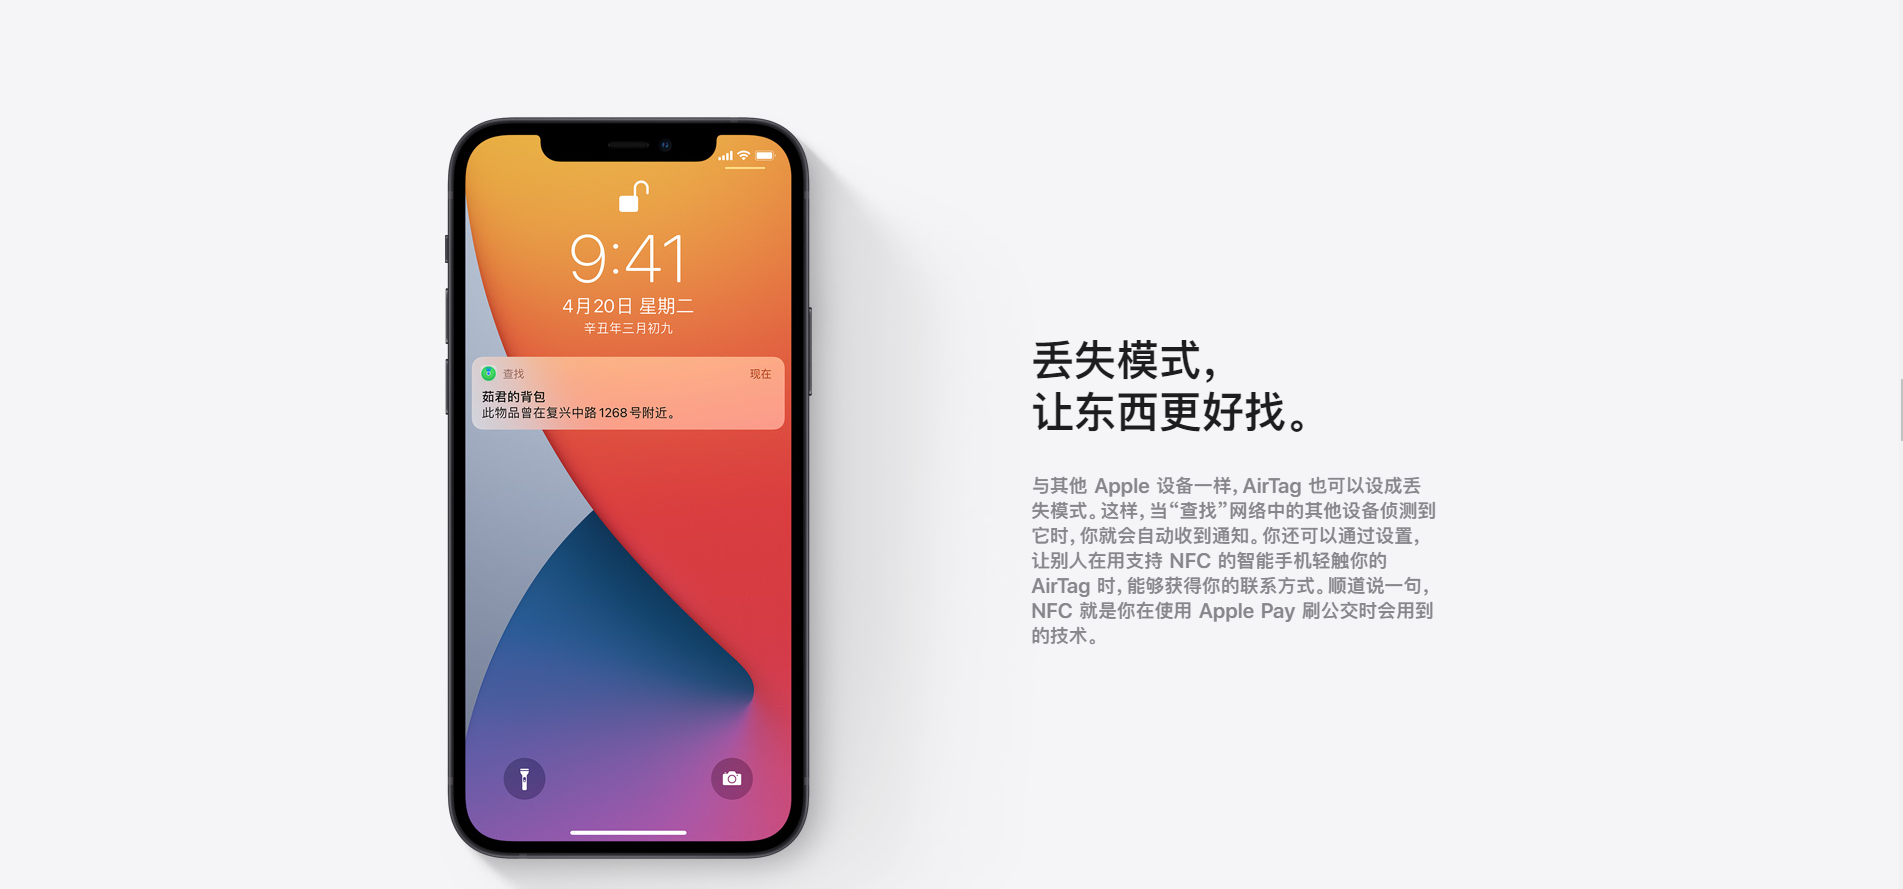 9:41
4月20日 星期二
辛丑年三月初九
查找 现在
茹君的背包
此物品曾在复兴中路1268号附近。
丢失模式，
让东西更好找。
与其他 Apple 设备一样，AirTag 也可以设成丢
失模式。这样，当“查找”网络中的其他设备侦测到
它时，你就会自动收到通知。你还可以通过设置，
让别人在用支持 NFC 的智能手机轻触你的
AirTag 时，能够获得你的联系方式。顺道说一句，
NFC 就是你在使用 Apple Pay 刷公交时会用到
的技术。